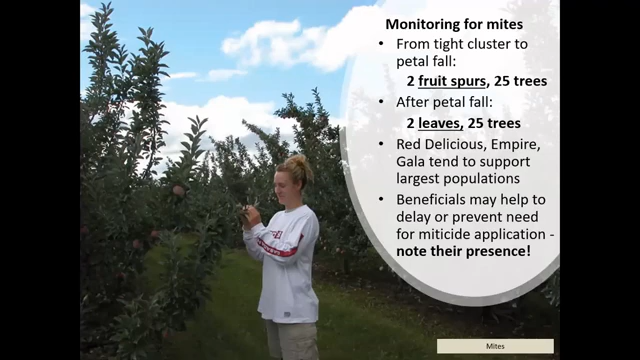 Monitoring for mites
• From tight cluster to
petal fall:
2 fruit spurs, 25 trees
• After petal fall:
2 leaves, 25 trees
• Red Delicious, Empire,
Gala tend to support
largest populations
• Beneficials may help to
delay or prevent need
for miticide application -
note their presence!
Mites